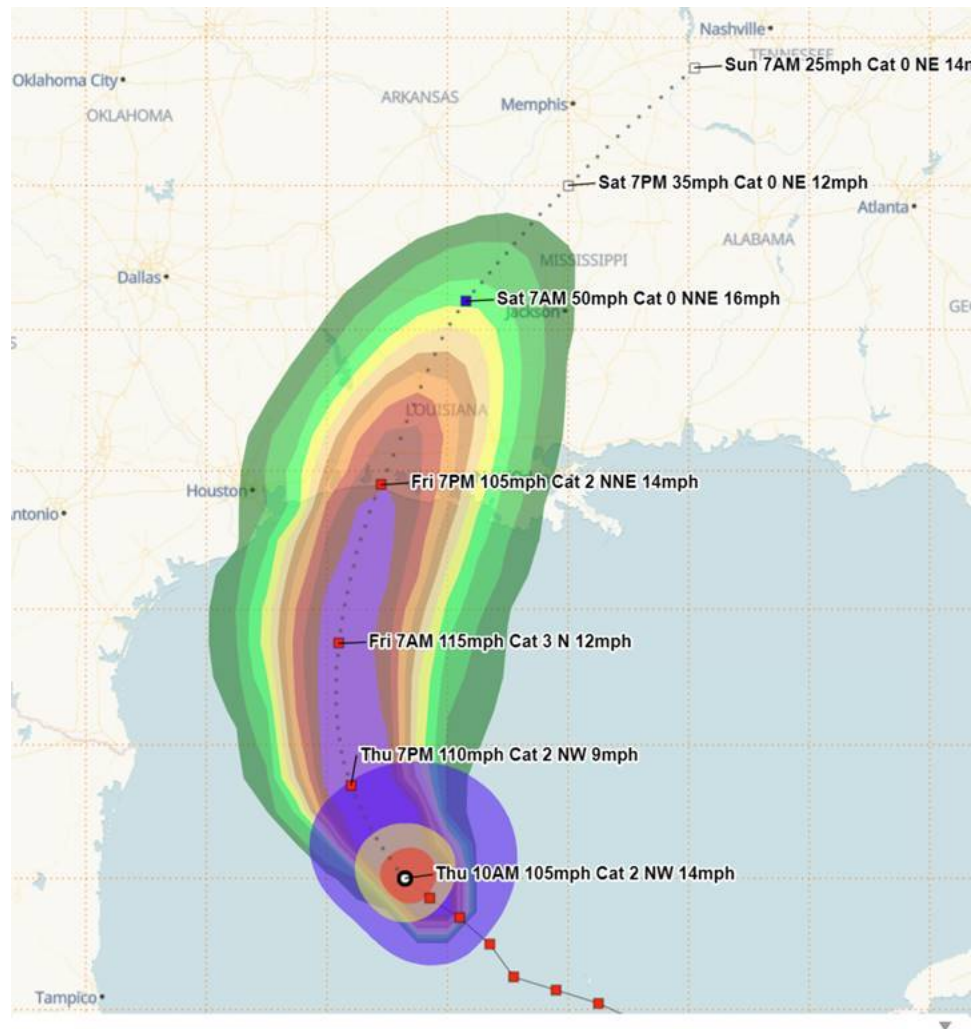 Nashville
TENNESSEE
Sun 7AM 25mph Cat 0 NE 14m
Oklahoma City
ARKANSAS
Memphis
OKLAHOMA
Sat 7PM 35mph Cat 0 NE 12mph
Atlanta
ALABAMA
MISSISSIPPI
Dallas
Sat 7AM 50mph Cat 0 NNE 16mph
Jackson
GE
LOUISIANA
Fri 7PM 105mph Cat 2 NNE 14mph
Houston
ntonio
Fri 7AM 115mph Cat 3 N 12mph
Thu 7PM 110mph Cat 2 NW 9mph
Thu 10AM 105mph Cat 2 NW 14mph
Tampico